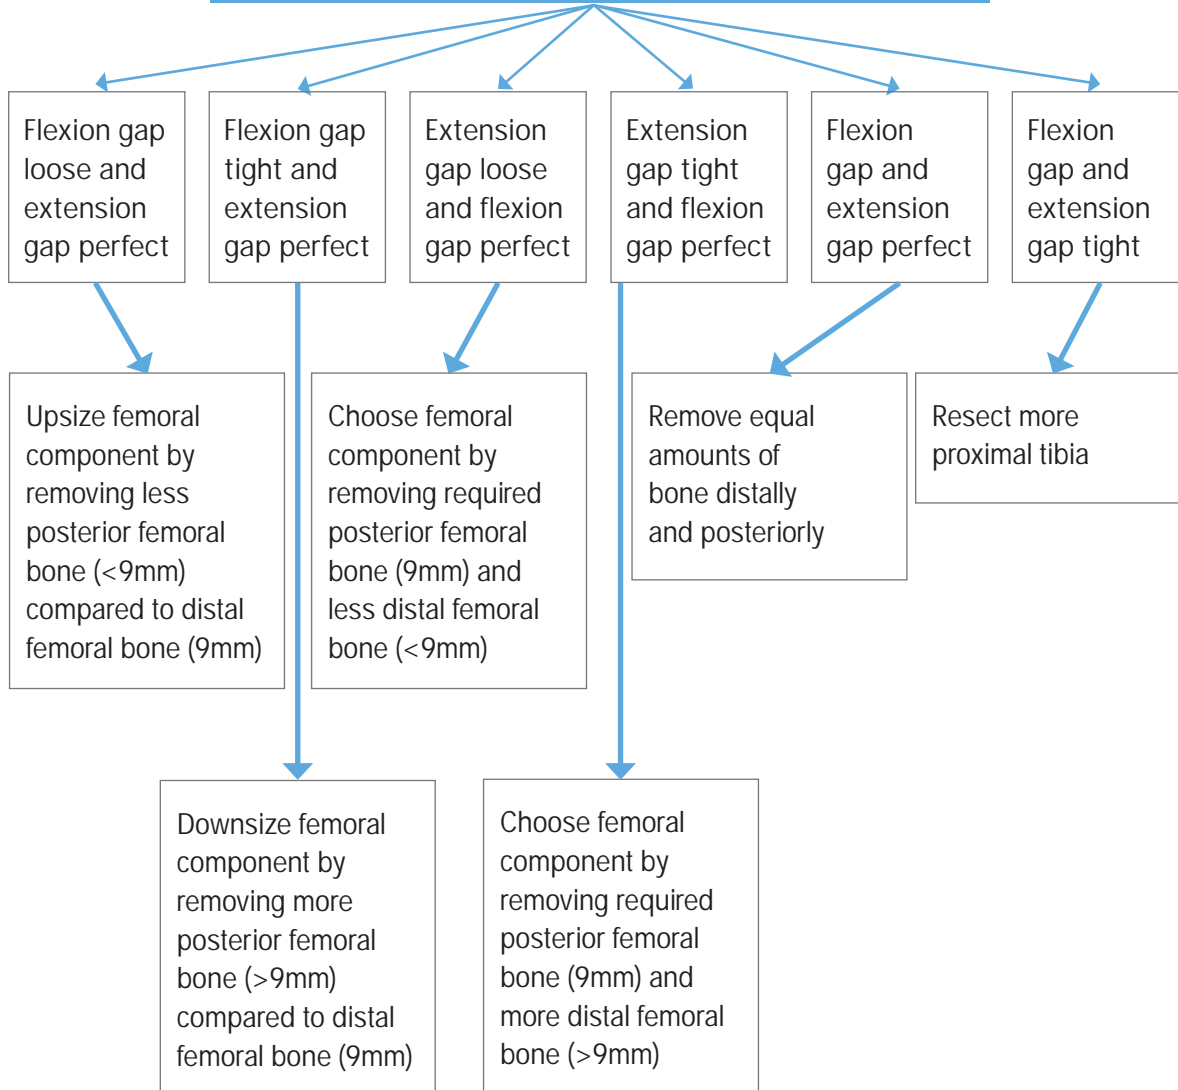 Flexion gap
loose and
extension
gap perfect
Flexion gap
tight and
extension
gap perfect
Extension
gap loose
and flexion
gap perfect
Extension
gap tight
and flexion
gap perfect
Flexion
gap and
extension
gap perfect
Flexion
gap and
extension
gap tight
Upsize femoral
component by
removing less
posterior femoral
bone (<9mm)
compared to distal
femoral bone (9mm)
Choose femoral
component by
removing required
posterior femoral
bone (9mm) and
less distal femoral
bone (<9mm)
Remove equal
amounts of
bone distally
and posteriorly
Resect more
proximal tibia
Downsize femoral
component by
removing more
posterior femoral
bone (>9mm)
compared to distal
femoral bone (9mm)
Choose femoral
component by
removing required
posterior femoral
bone (9mm) and
more distal femoral
bone (>9mm)